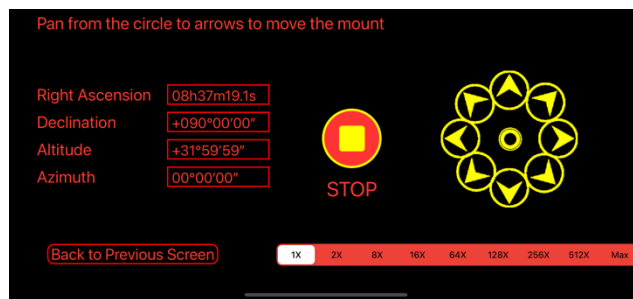 Pan from the circle to arrows to move the mount
Right Ascension 08h37m19.1s
Declination +090°00'00"
Altitude +31°59'59"
Azimuth 00°00'00"
STOP
Back to Previous Screen
1X 2X 8X 16X 64X 128X 256X 512X Max